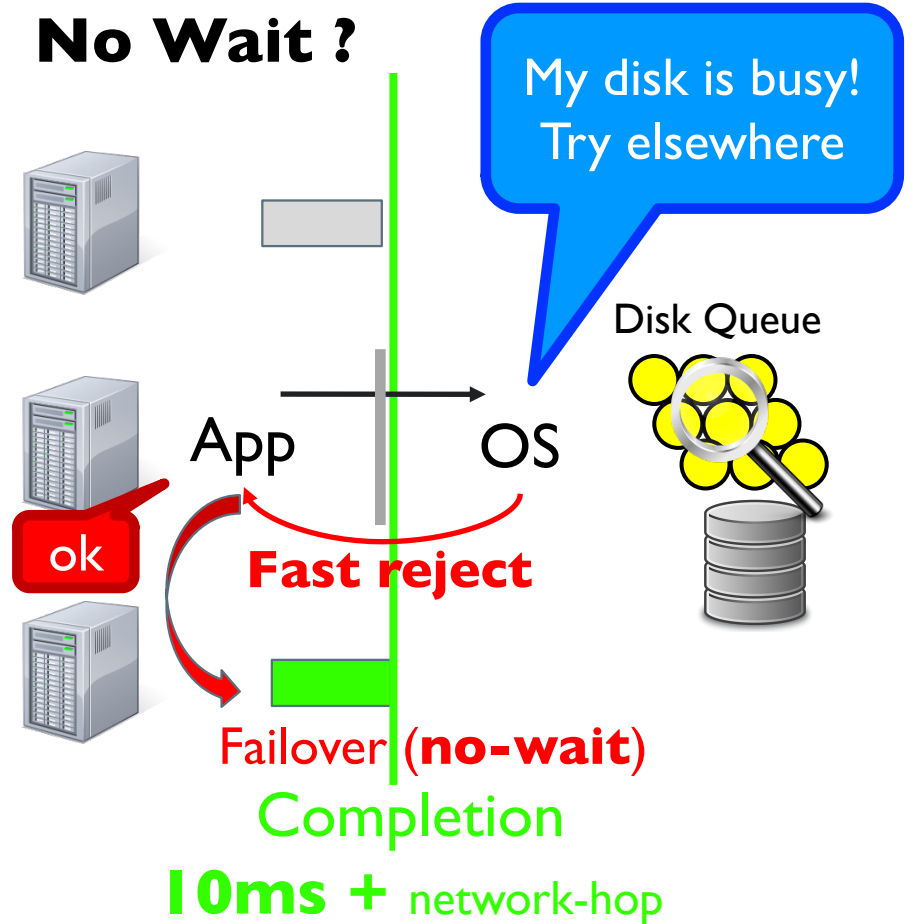 No Wait ?
My disk is busy!
Try elsewhere
Disk Queue
App
OS
ok
Fast reject
Failover (no-wait)
Completion
10ms + network-hop